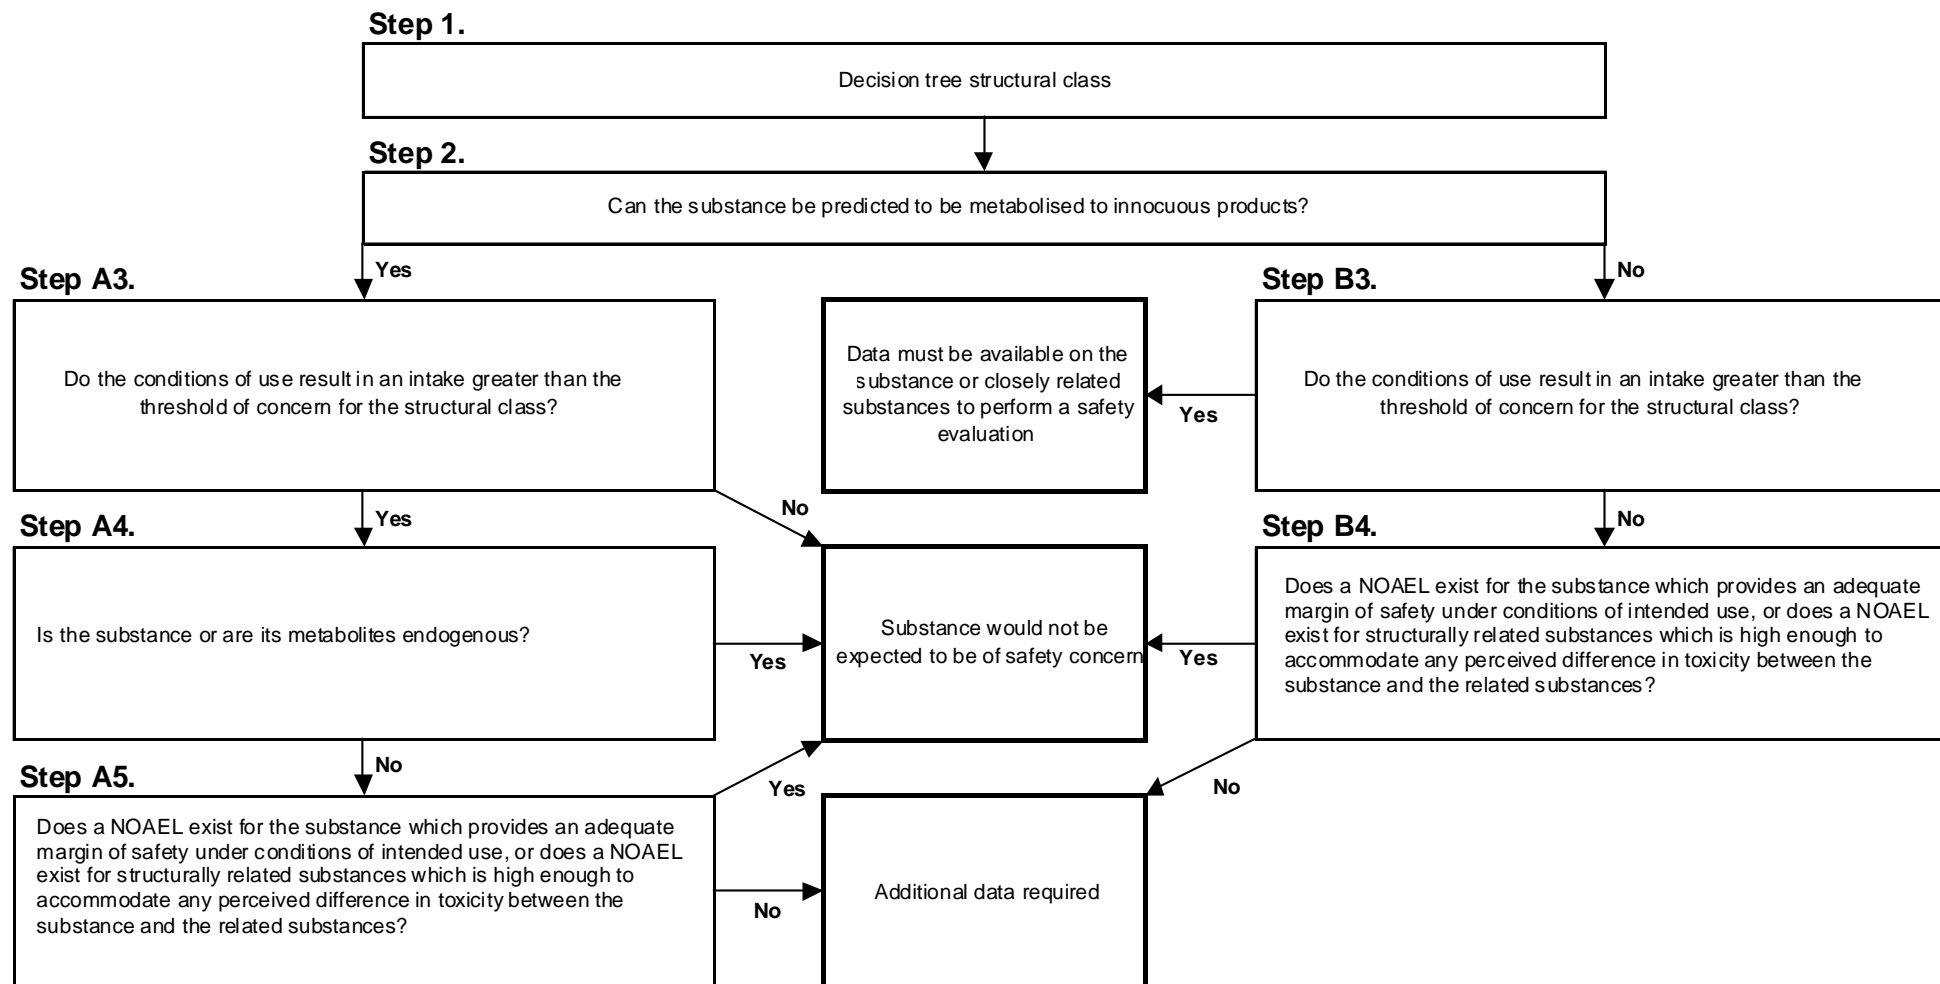 Step 1.
Decision tree structural class
Step 2.
Can the substance be predicted to be metabolised to innocuous products?
Yes
No
Step A3.
Do the conditions of use result in an intake greater than the
threshold of concern for the structural class?
Data must be available on the
substance or closely related
substances to perform a safety
evaluation
Yes
Step B3.
Do the conditions of use result in an intake greater than the
threshold of concern for the structural class?
Yes
No
No
Step A4.
Is the substance or are its metabolites endogenous?
Yes
Substance would not be
expected to be of safety concern
Yes
Step B4.
Does a NOAEL exist for the substance which provides an adequate
margin of safety under conditions of intended use, or does a NOAEL
exist for structurally related substances which is high enough to
accommodate any perceived difference in toxicity between the
substance and the related substances?
No
Yes
No
Step A5.
Does a NOAEL exist for the substance which provides an adequate
margin of safety under conditions of intended use, or does a NOAEL
exist for structurally related substances which is high enough to
accommodate any perceived difference in toxicity between the
substance and the related substances?
No
Additional data required